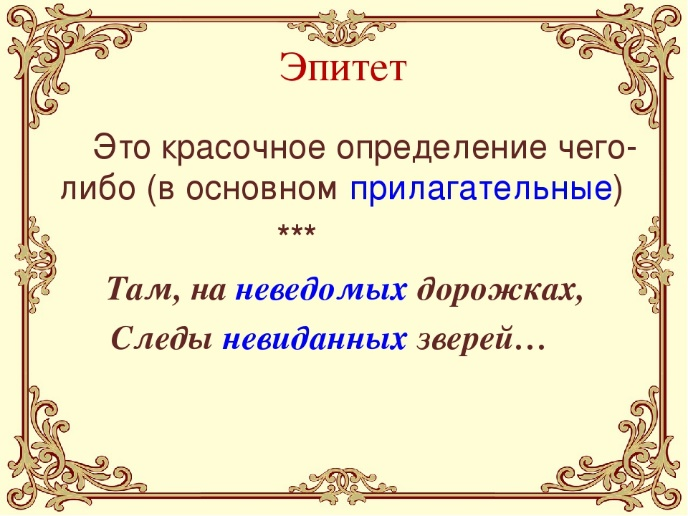 Эпитет
Это красочное определение чего-
либо (в основном прилагательные)
***
Там, на неведомых дорожках,
Следы невиданных зверей…